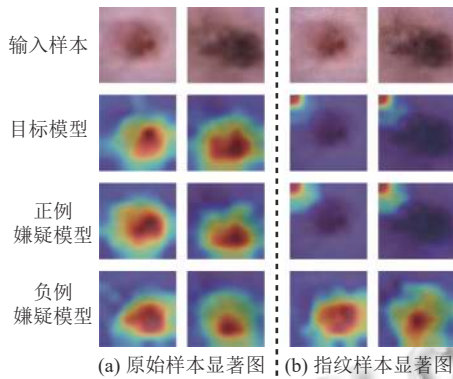 输入样本
目标模型
正例
嫌疑模型
负例
嫌疑模型
(a) 原始样本显著图 (b) 指纹样本显著图